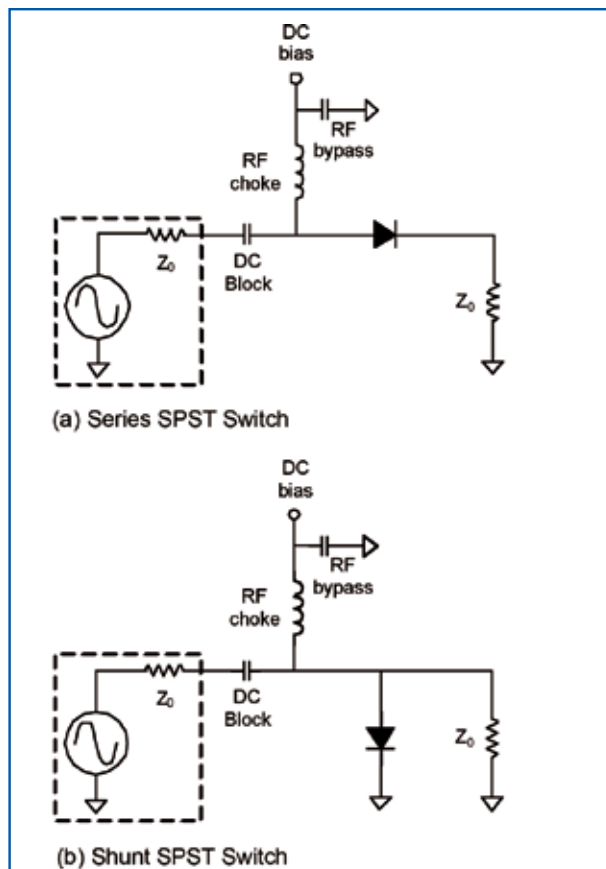 DC
bias
RF
bypass
RF
choke
Z₀
DC
Block
Z₀
(a) Series SPST Switch
DC
bias
RF
bypass
RF
choke
Z₀
DC
Block
Z₀
(b) Shunt SPST Switch